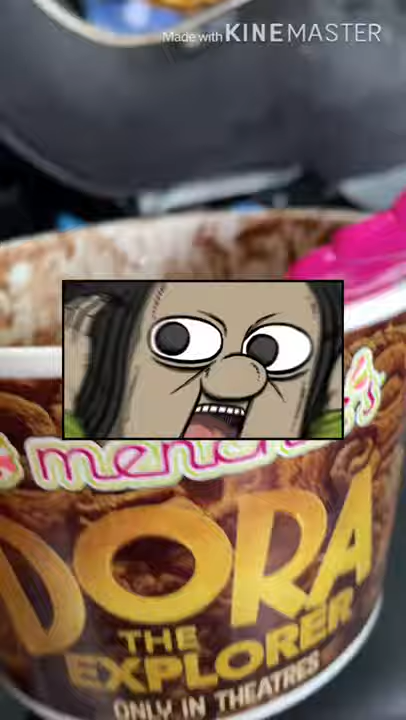 Made with KINEMASTER
DORA
THE
EXPLORER
ONLY IN THEATRES